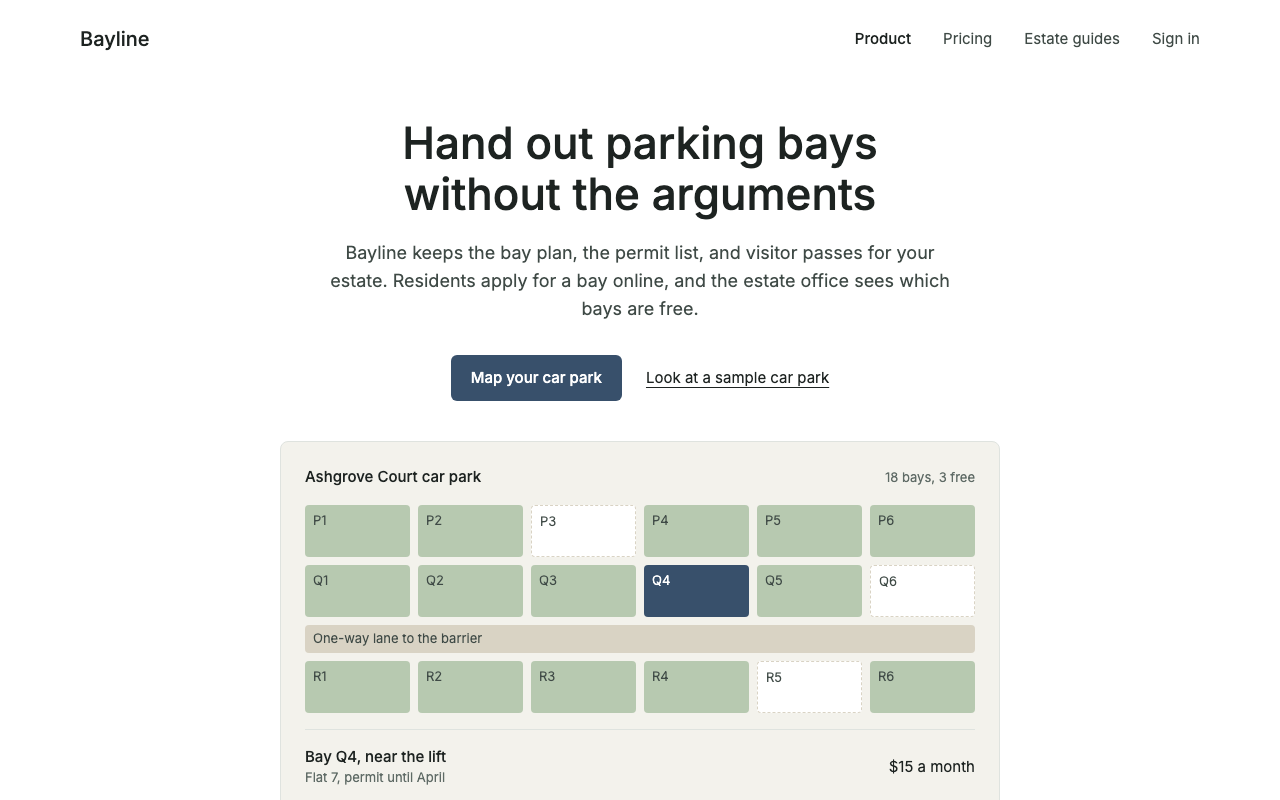 Bayline
Product
Pricing
Estate guides
Sign in
Hand out parking bays
without the arguments
Bayline keeps the bay plan, the permit list, and visitor passes for your
estate. Residents apply for a bay online, and the estate office sees which
bays are free.
Map your car park
Look at a sample car park
Ashgrove Court car park
18 bays, 3 free
P1
P2
P3
P4
P5
P6
Q1
Q2
Q3
Q4
Q5
Q6
One-way lane to the barrier
R1
R2
R3
R4
R5
R6
Bay Q4, near the lift
Flat 7, permit until April
$15 a month